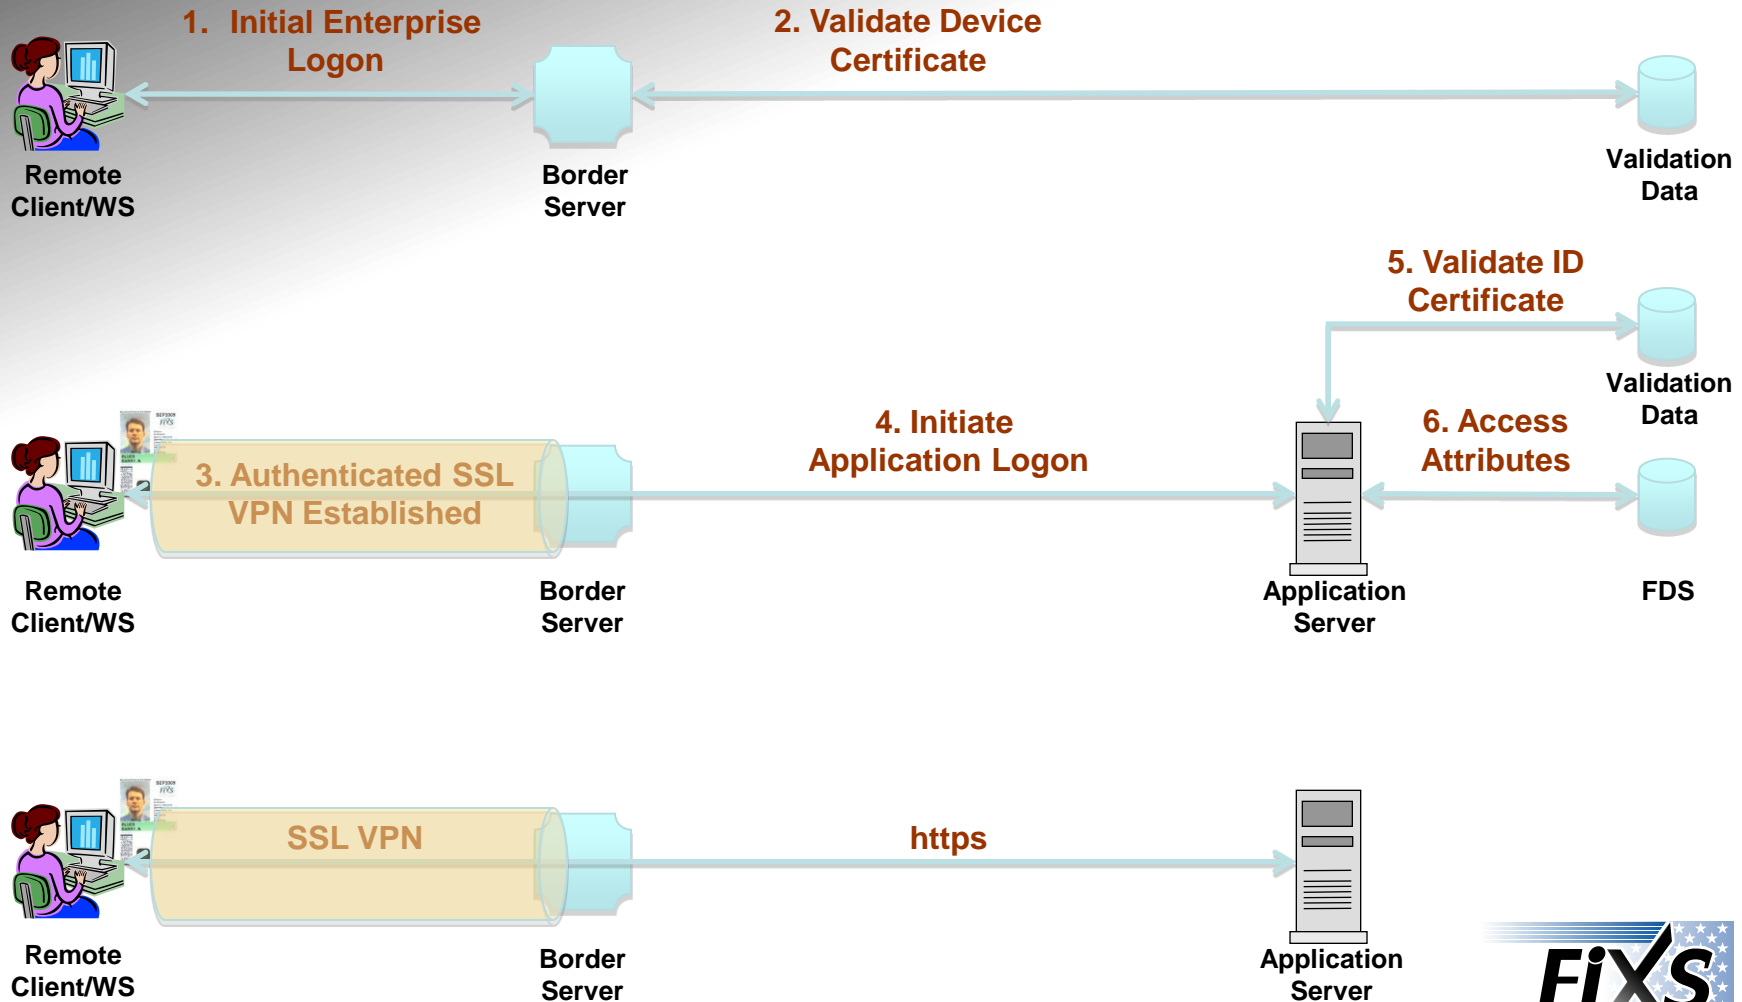 1. Initial Enterprise
Logon
2. Validate Device
Certificate
Remote
Client/WS
Border
Server
Validation
Data
5. Validate ID
Certificate
Validation
Data
4. Initiate
Application Logon
6. Access
Attributes
3. Authenticated SSL
VPN Established
Remote
Client/WS
Border
Server
Application
Server
FDS
SSL VPN
https
Remote
Client/WS
Border
Server
Application
Server
FiXS